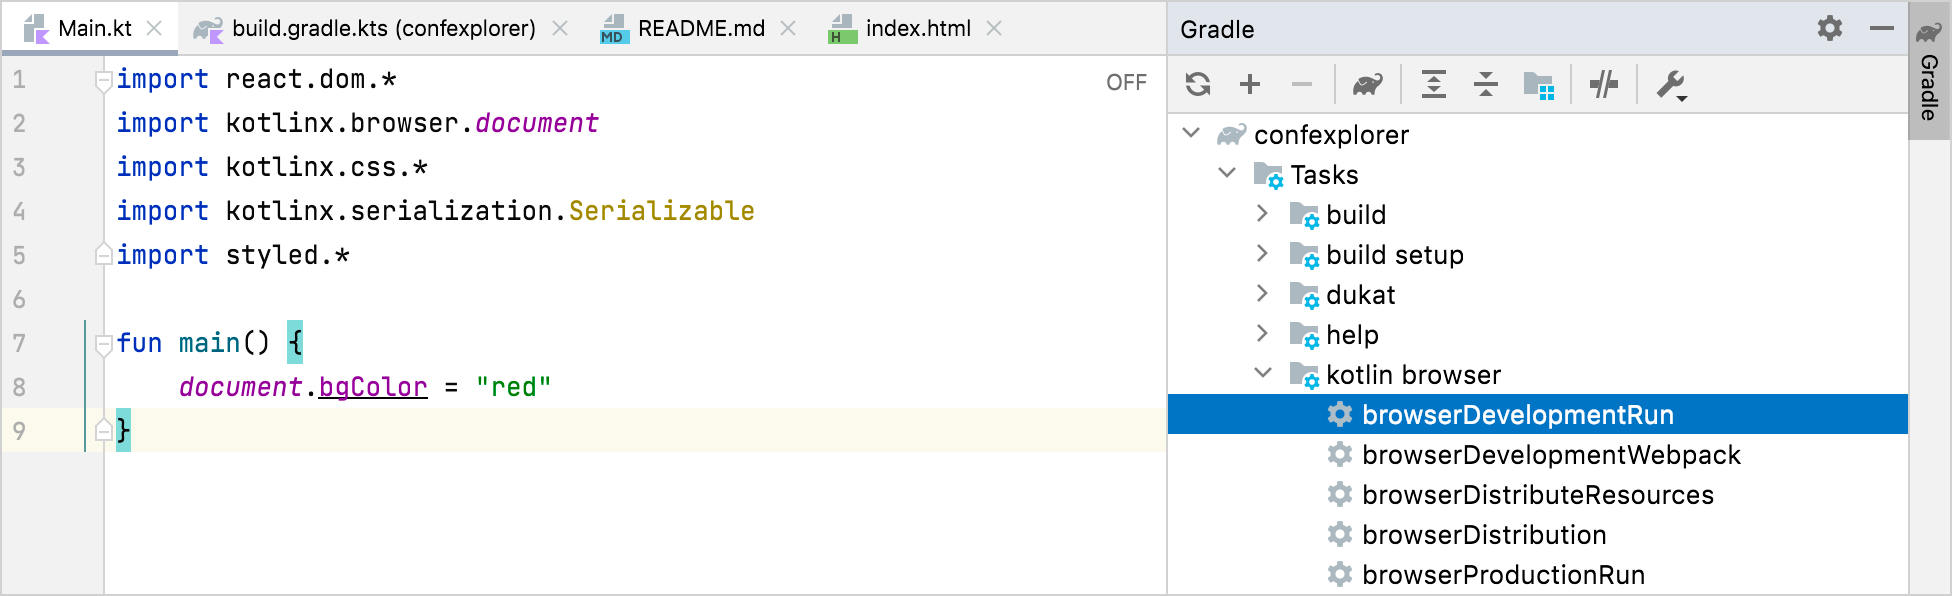 Main.kt
build.gradle.kts (confexplorer)
MD
README.md
H
index.html
1 import react.dom.*
OFF
2 import kotlinx.browser.document
3 import kotlinx.css.*
4 import kotlinx.serialization.Serializable
5 import styled.*
6
7 fun main() {
8 document.bgColor = "red"
9 }
Gradle
confexplorer
Tasks
build
build setup
dukat
help
kotlin browser
browserDevelopmentRun
browserDevelopmentWebpack
browserDistributeResources
browserDistribution
browserProductionRun
Gradle